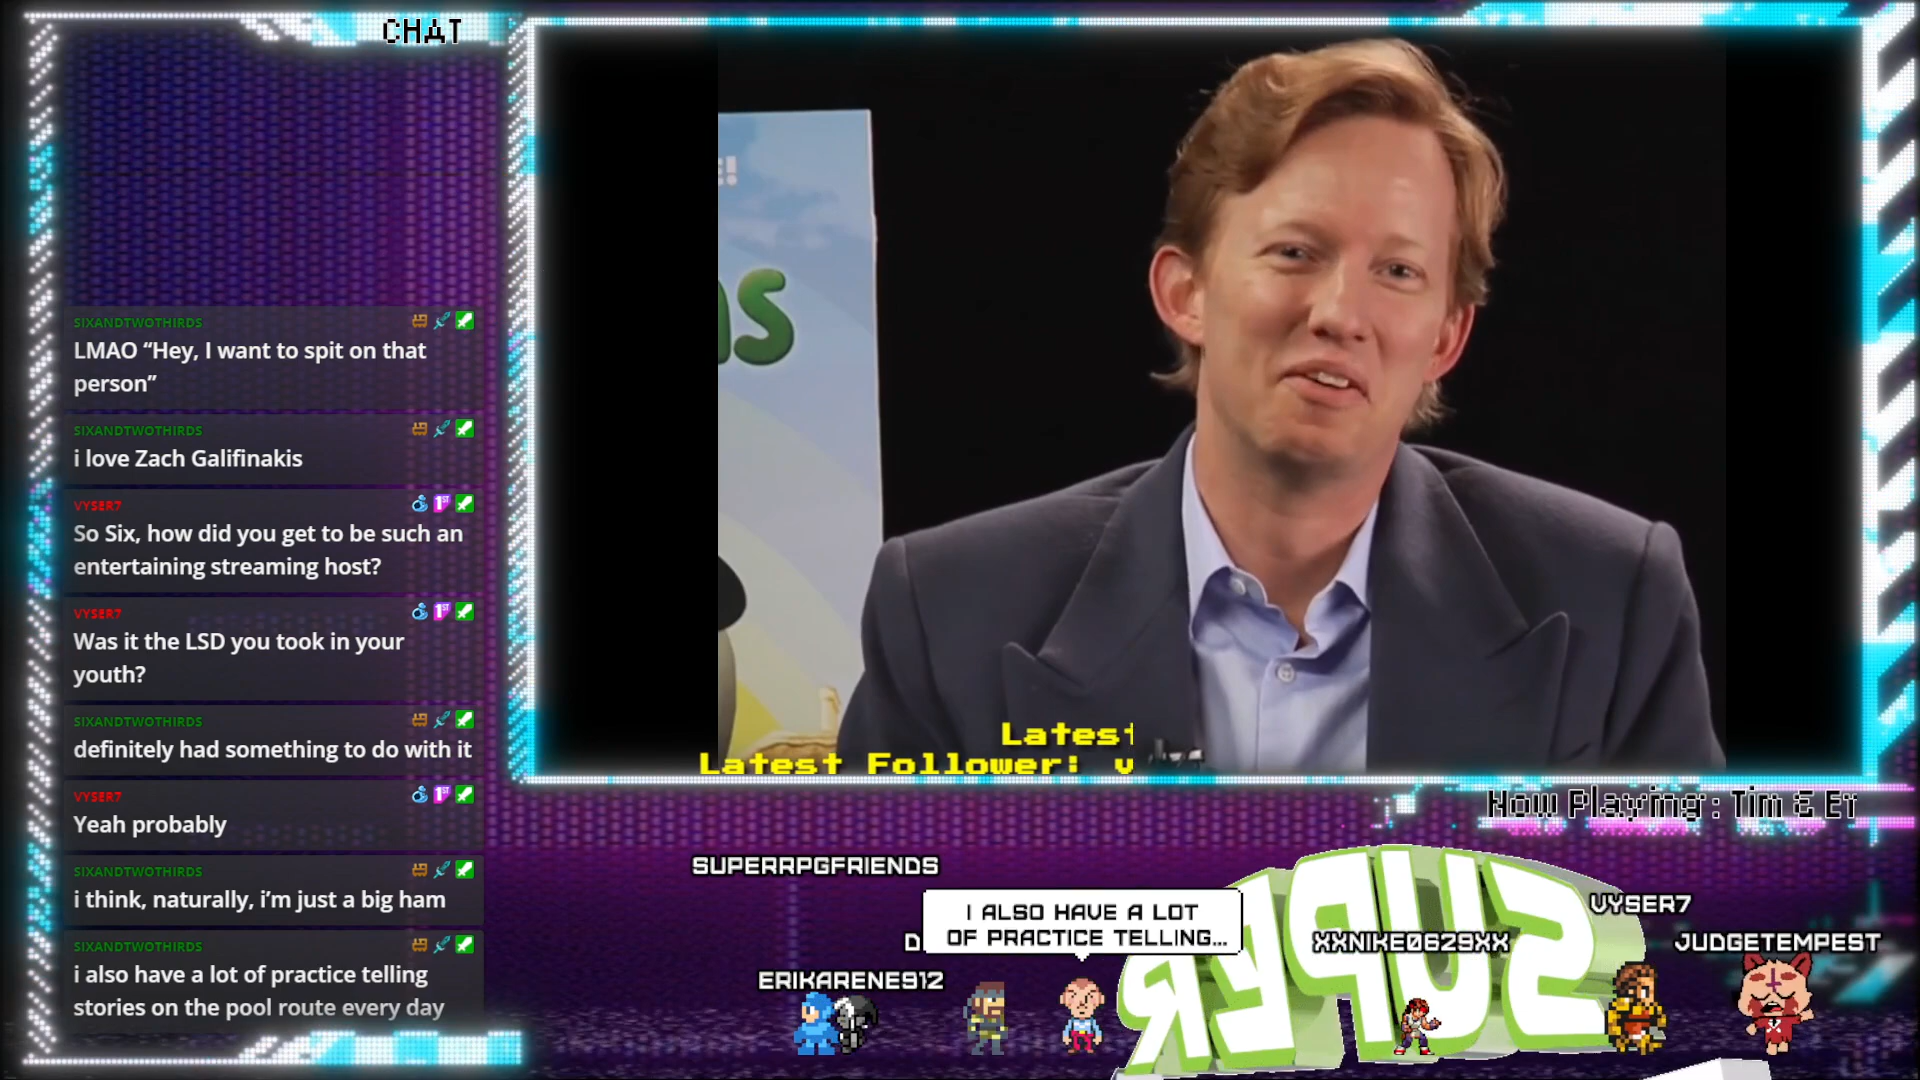 CHAT
SIXANDTWOTHIRDS
LMAO “Hey, I want to spit on that
person”
SIXANDTWOTHIRDS
i love Zach Galifinakis
VYSER7
1ST
So Six, how did you get to be such an
entertaining streaming host?
VYSER7
1ST
Was it the LSD you took in your
youth?
SIXANDTWOTHIRDS
definitely had something to do with it
VYSER7
1ST
Yeah probably
SIXANDTWOTHIRDS
i think, naturally, i’m just a big ham
SIXANDTWOTHIRDS
i also have a lot of practice telling
stories on the pool route every day
Latest
Latest Follower: v
Now Playing: Tim & Er
SUPERRPGFRIENDS
I ALSO HAVE A LOT
OF PRACTICE TELLING...
ERIKARENE912
XXNIKE0629XX
VYSER7
JUDGETEMPEST
SUPER